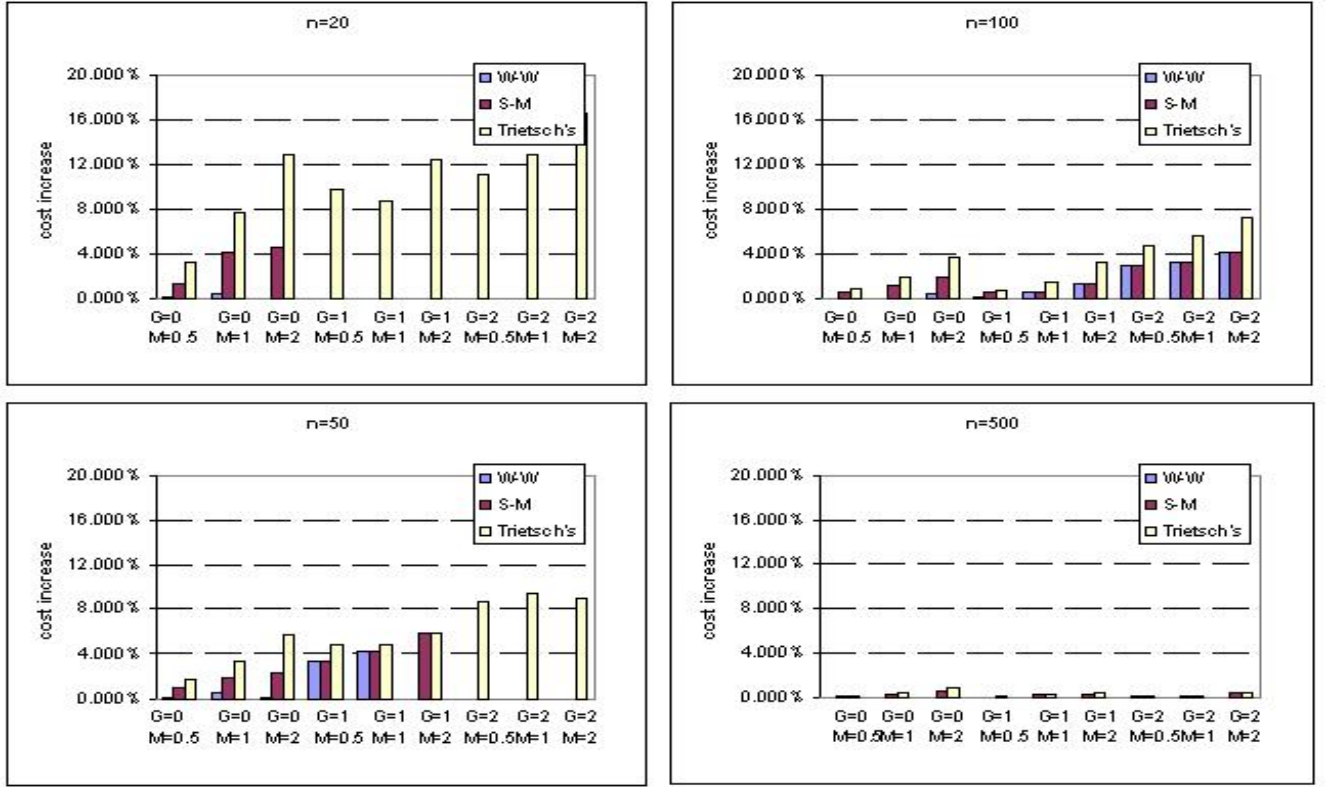 n=20
20.000%
16.000%
12.000%
8.000%
4.000%
0.000%
cost increase
W-W
S-M
Trietsch's
G=0 G=0 G=0 G=1 G=1 G=1 G=2 G=2 G=2
M=0.5 M=1 M=2 M=0.5 M=1 M=2 M=0.5 M=1 M=2
n=100
20.000%
16.000%
12.000%
8.000%
4.000%
0.000%
cost increase
W-W
S-M
Trietsch's
G=0 G=0 G=0 G=1 G=1 G=1 G=2 G=2 G=2
M=0.5 M=1 M=2 M=0.5 M=1 M=2 M=0.5 M=1 M=2
n=50
20.000%
16.000%
12.000%
8.000%
4.000%
0.000%
cost increase
W-W
S-M
Trietsch's
G=0 G=0 G=0 G=1 G=1 G=1 G=2 G=2 G=2
M=0.5 M=1 M=2 M=0.5 M=1 M=2 M=0.5 M=1 M=2
n=500
20.000%
16.000%
12.000%
8.000%
4.000%
0.000%
cost increase
W-W
S-M
Trietsch's
G=0 G=0 G=0 G=1 G=1 G=1 G=2 G=2 G=2
M=0.5 M=1 M=2 M=0.5 M=1 M=2 M=0.5 M=1 M=2